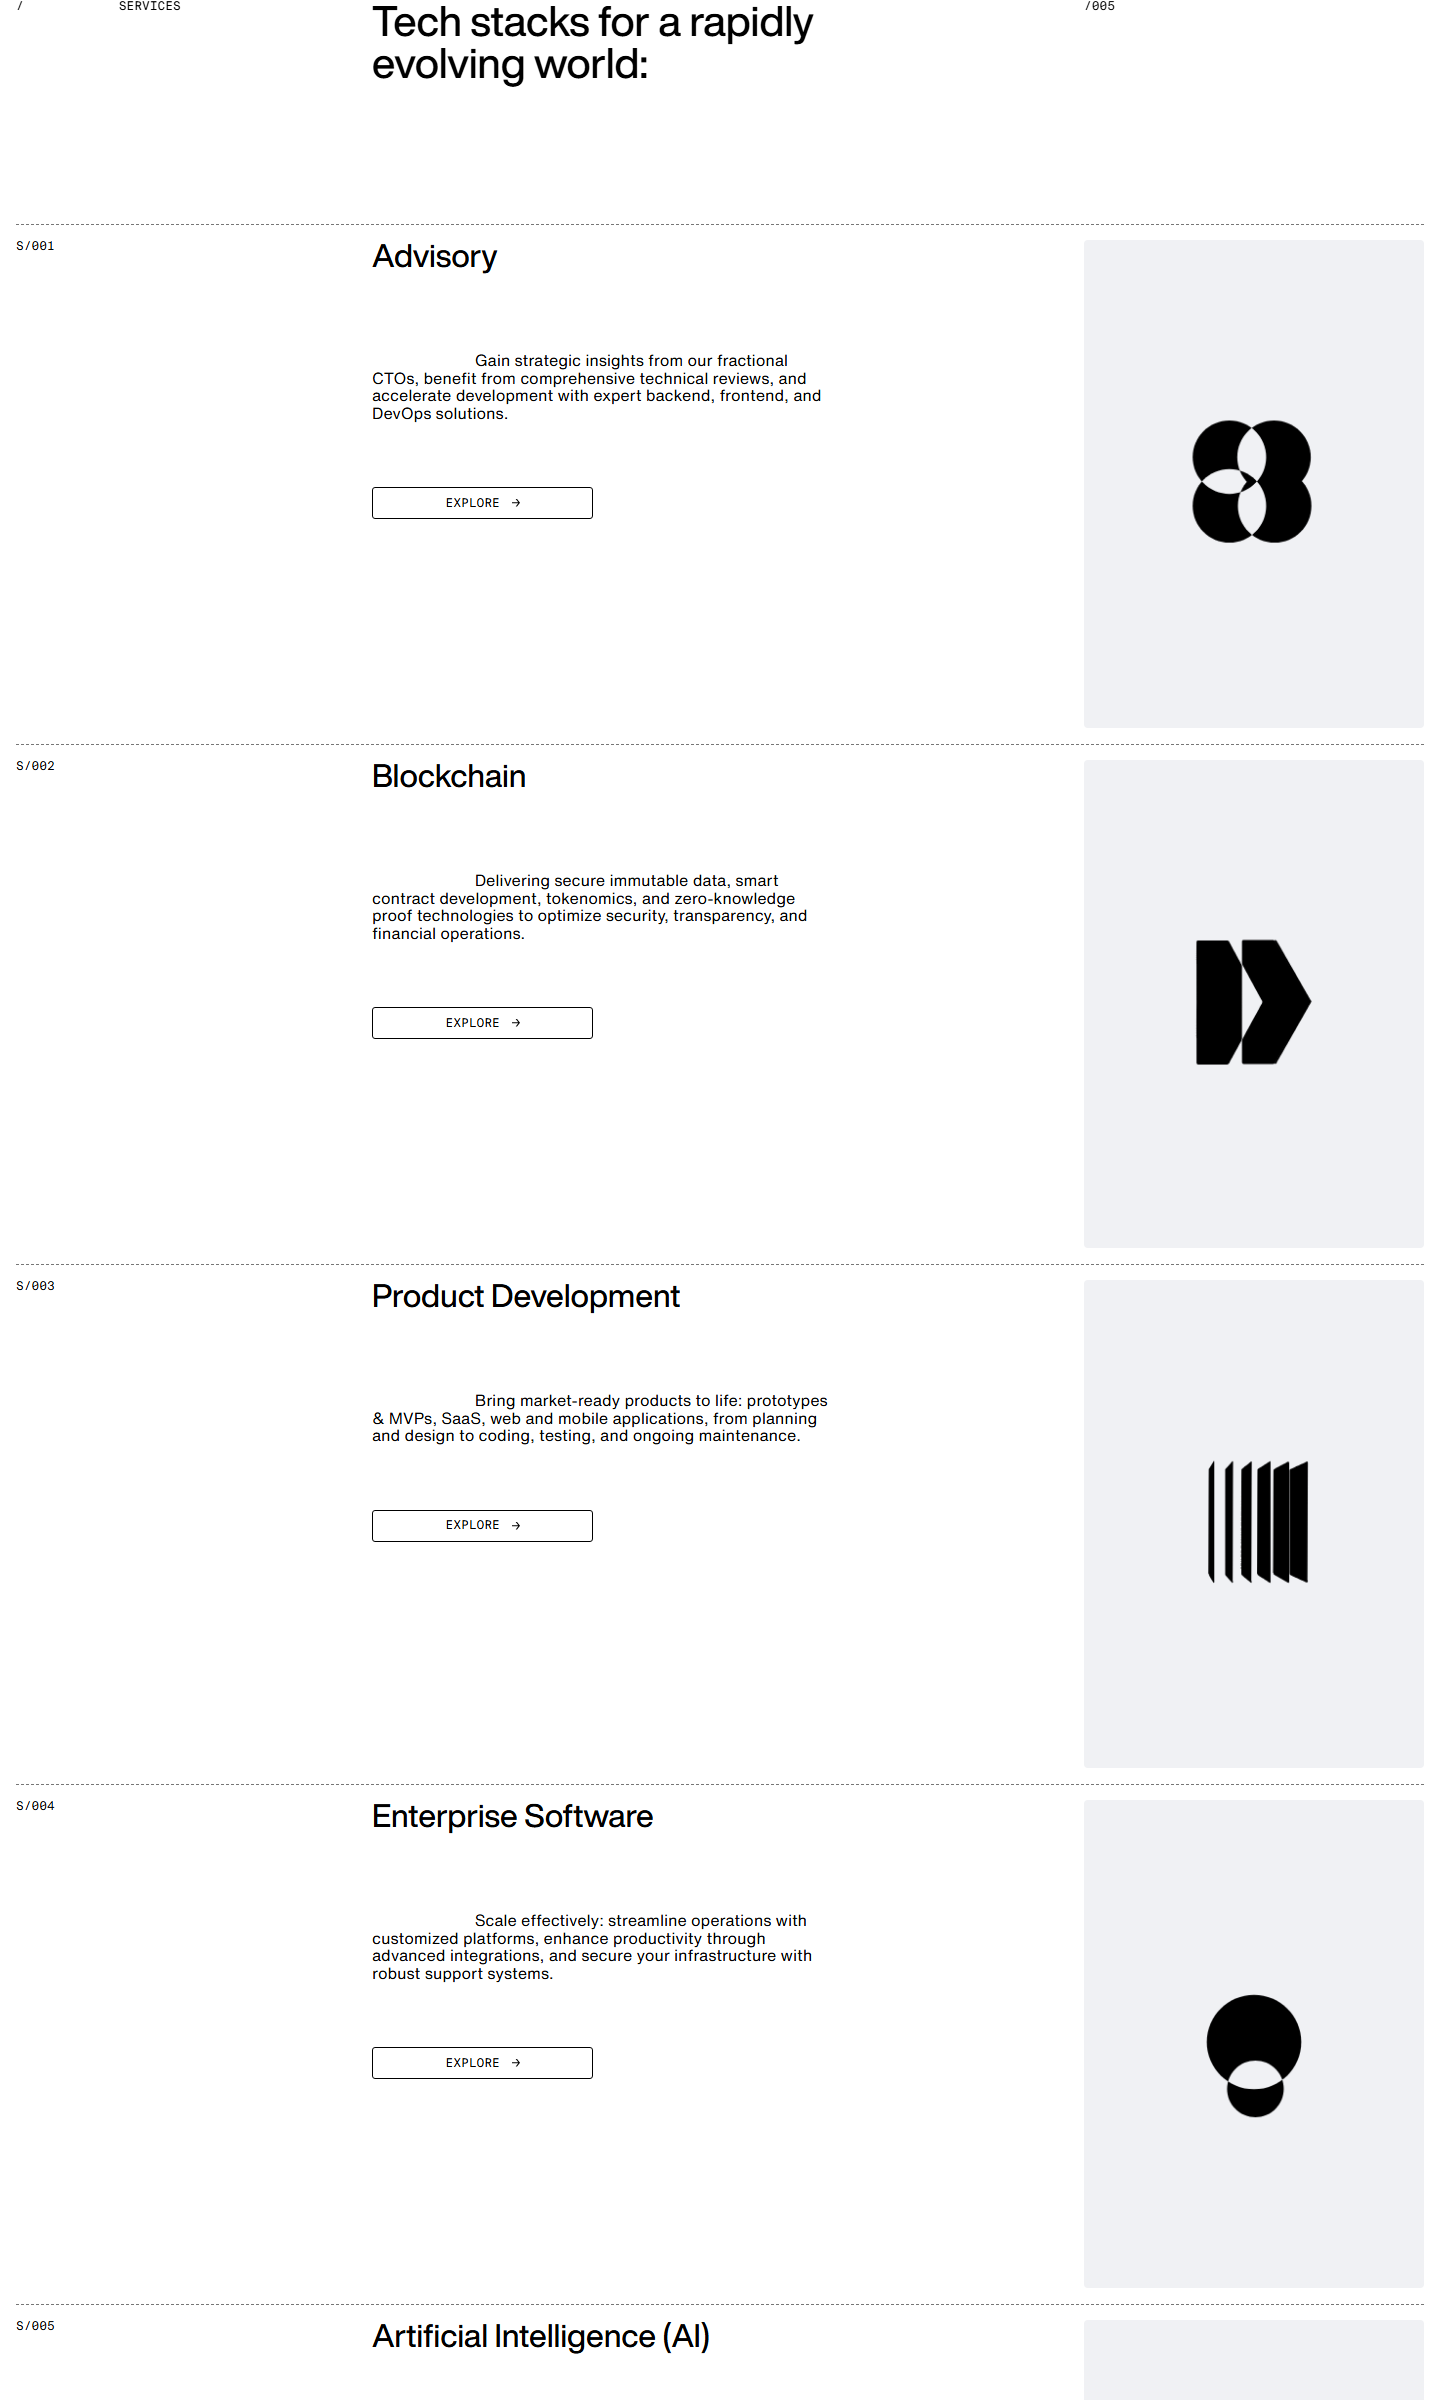 / SERVICES
Tech stacks for a rapidly
evolving world:
/005
S/001
Advisory
Gain strategic insights from our fractional
CTOs, benefit from comprehensive technical reviews, and
accelerate development with expert backend, frontend, and
DevOps solutions.
EXPLORE →
S/002
Blockchain
Delivering secure immutable data, smart
contract development, tokenomics, and zero-knowledge
proof technologies to optimize security, transparency, and
financial operations.
EXPLORE →
S/003
Product Development
Bring market-ready products to life: prototypes
& MVPs, SaaS, web and mobile applications, from planning
and design to coding, testing, and ongoing maintenance.
EXPLORE →
S/004
Enterprise Software
Scale effectively: streamline operations with
customized platforms, enhance productivity through
advanced integrations, and secure your infrastructure with
robust support systems.
EXPLORE →
S/005
Artificial Intelligence (AI)